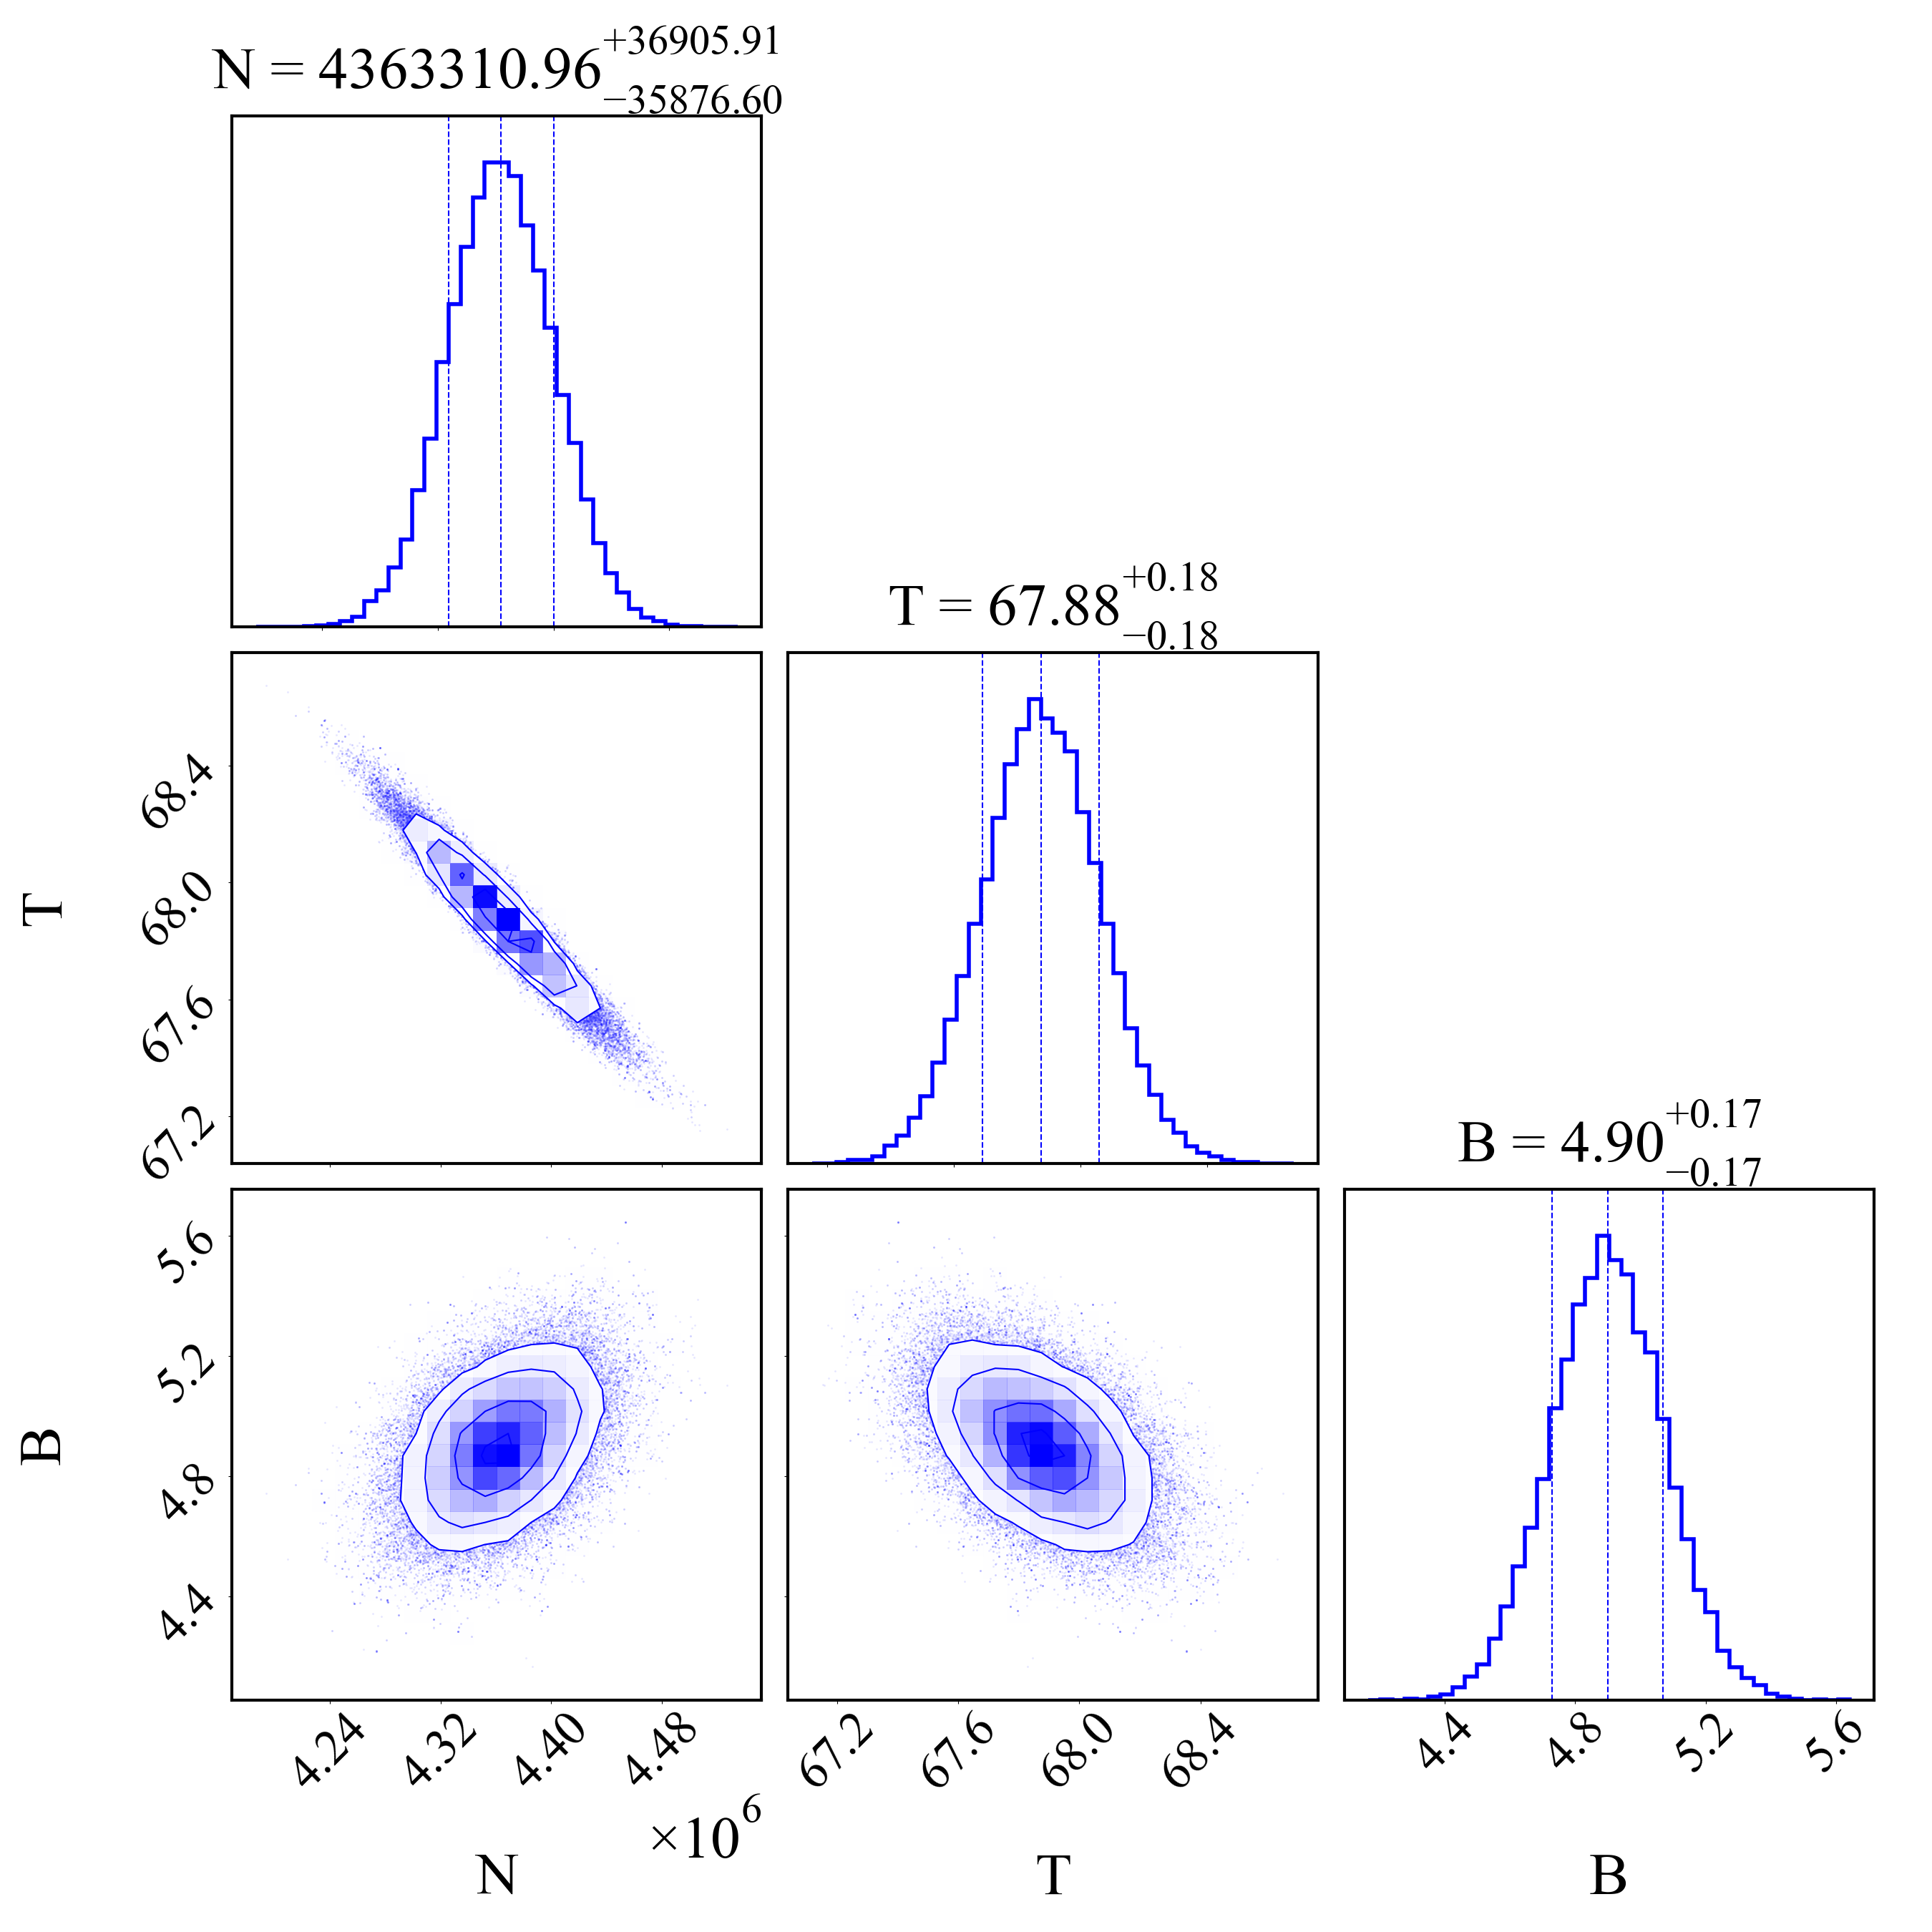 N = 4363310.96 +36905.91 −35876.60
T = 67.88 +0.18 −0.18
T
68.4
68.0
67.6
67.2
B = 4.90 +0.17 −0.17
B
5.6
5.2
4.8
4.4
4.24 4.32 4.40 4.48
67.2 67.6 68.0 68.4
4.4 4.8 5.2 5.6
×10^6
N T B